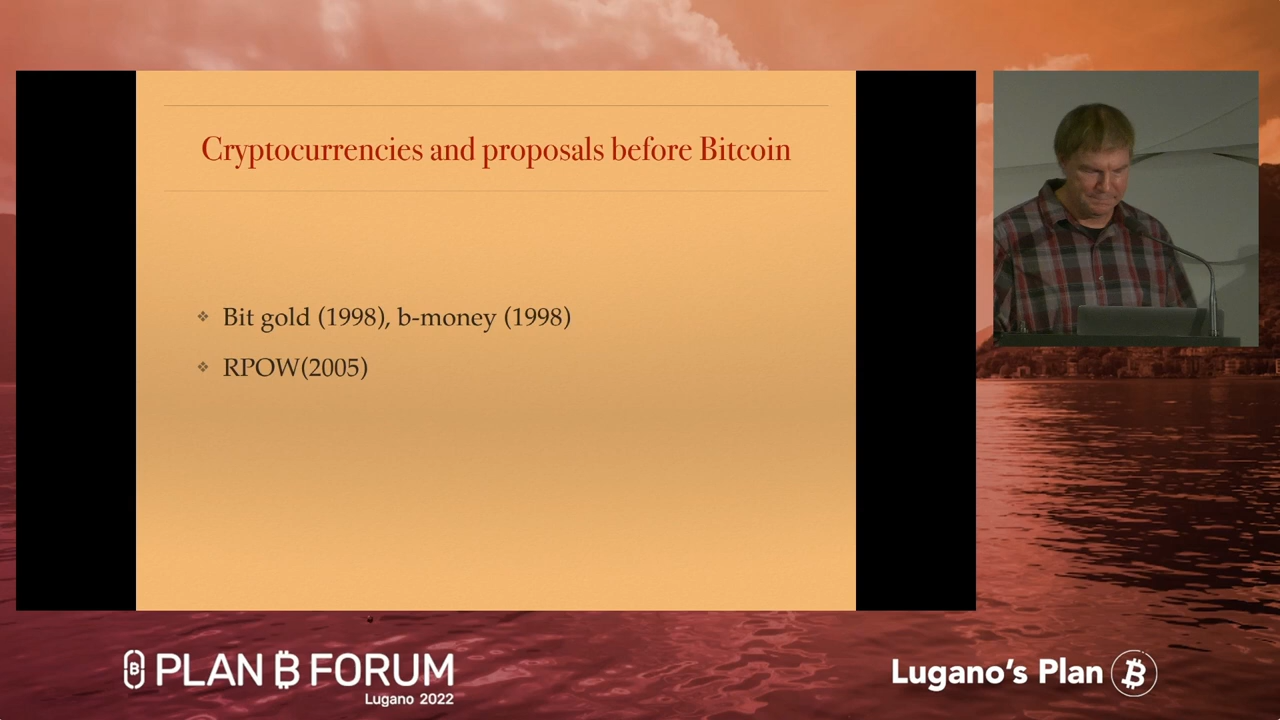 Cryptocurrencies and proposals before Bitcoin
Bit gold (1998), b-money (1998)
RPOW(2005)
PLAN ₿ FORUM
Lugano 2022
Lugano's Plan ₿